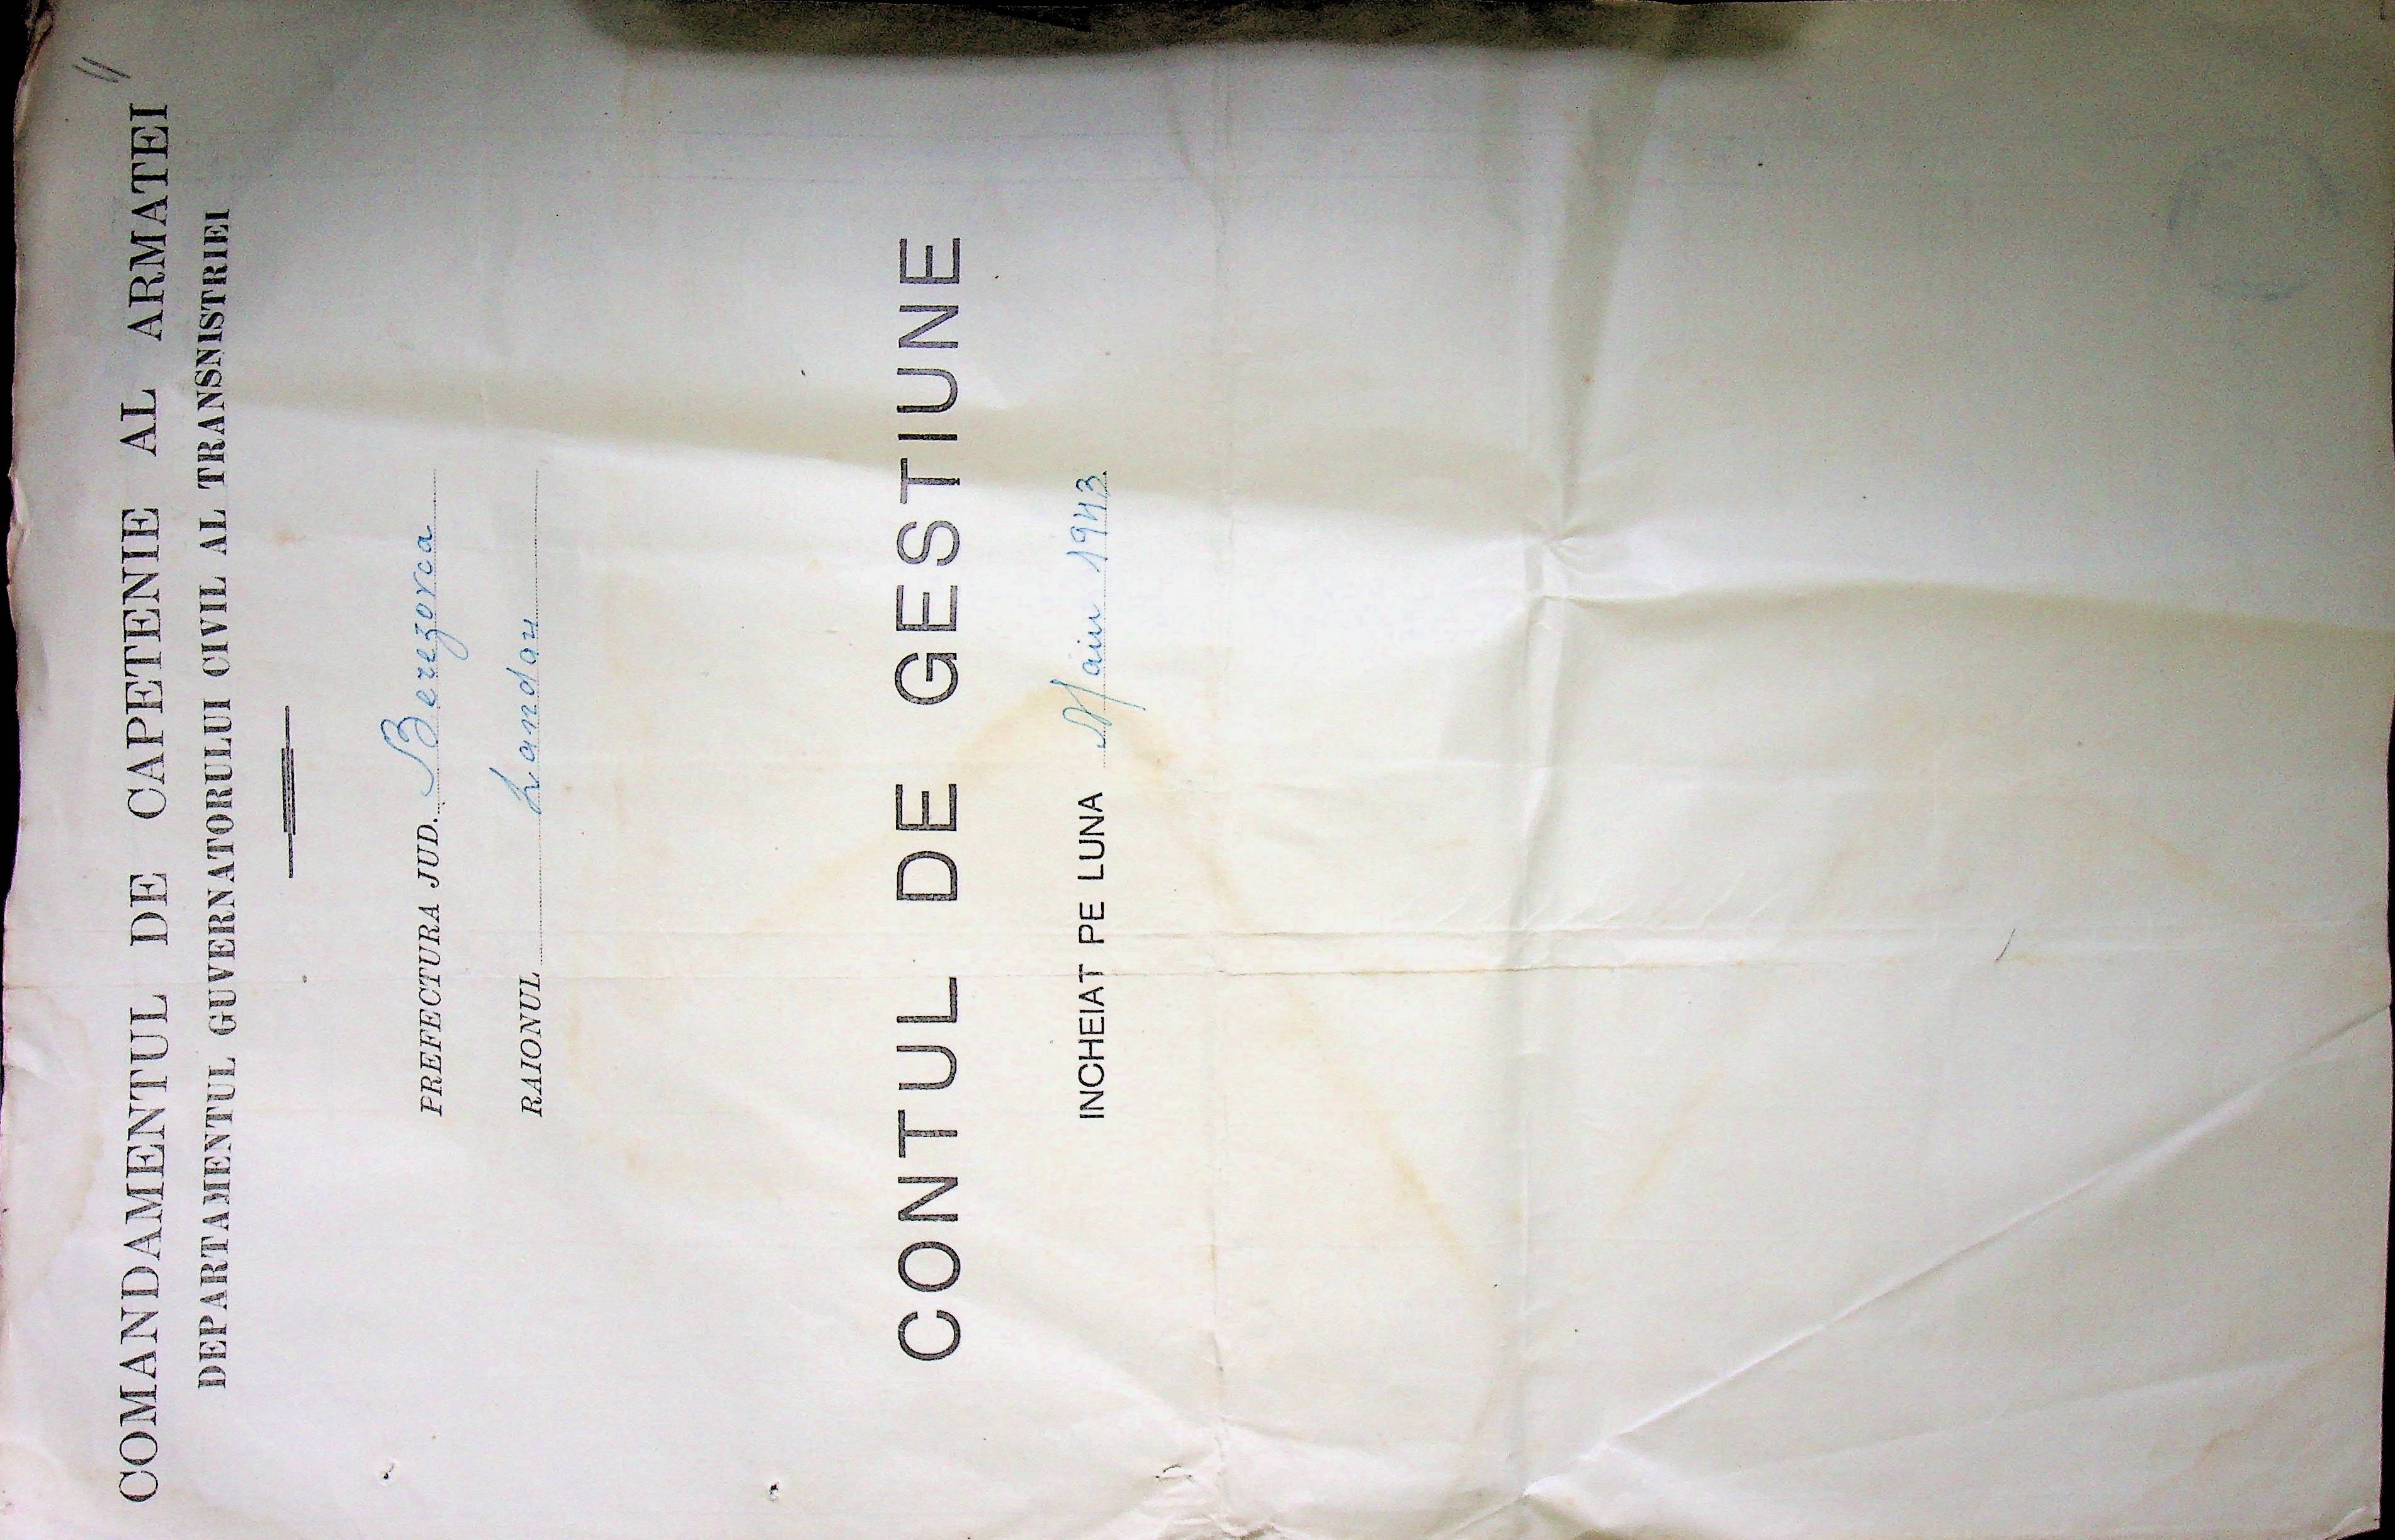 11
COMANDAMENTUL DE CAPETENIE AL ARMATEI
DEPARTAMENTUL GUVERNATORULUI CIVIL AL TRANSNISTRIEI
PREFECTURA JUD. Berezovca
RAIONUL Landau
CONTUL DE GESTIUNE
INCHEIAT PE LUNA Maiu 1943.